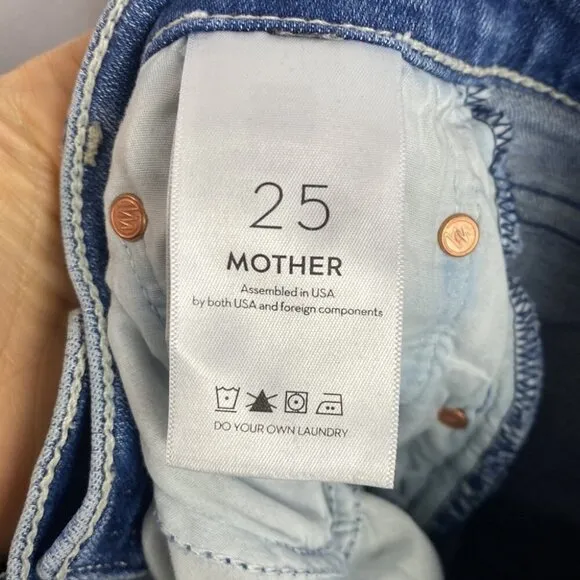 25
MOTHER
Assembled in USA
by both USA and foreign components
DO YOUR OWN LAUNDRY